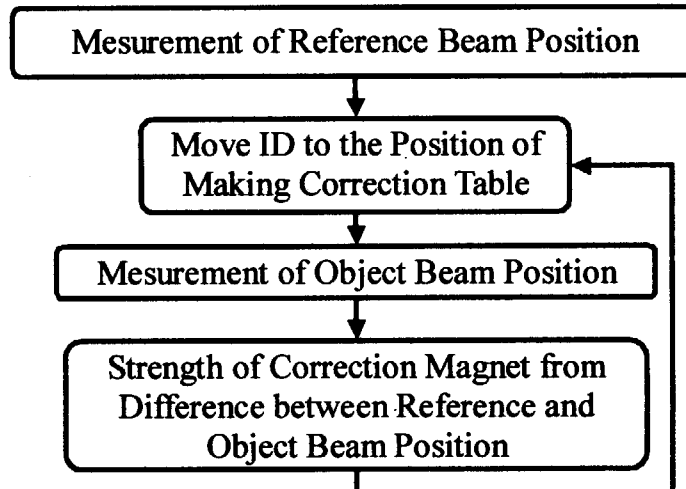 Mesurement of Reference Beam Position
Move ID to the Position of
Making Correction Table
Mesurement of Object Beam Position
Strength of Correction Magnet from
Difference between Reference and
Object Beam Position